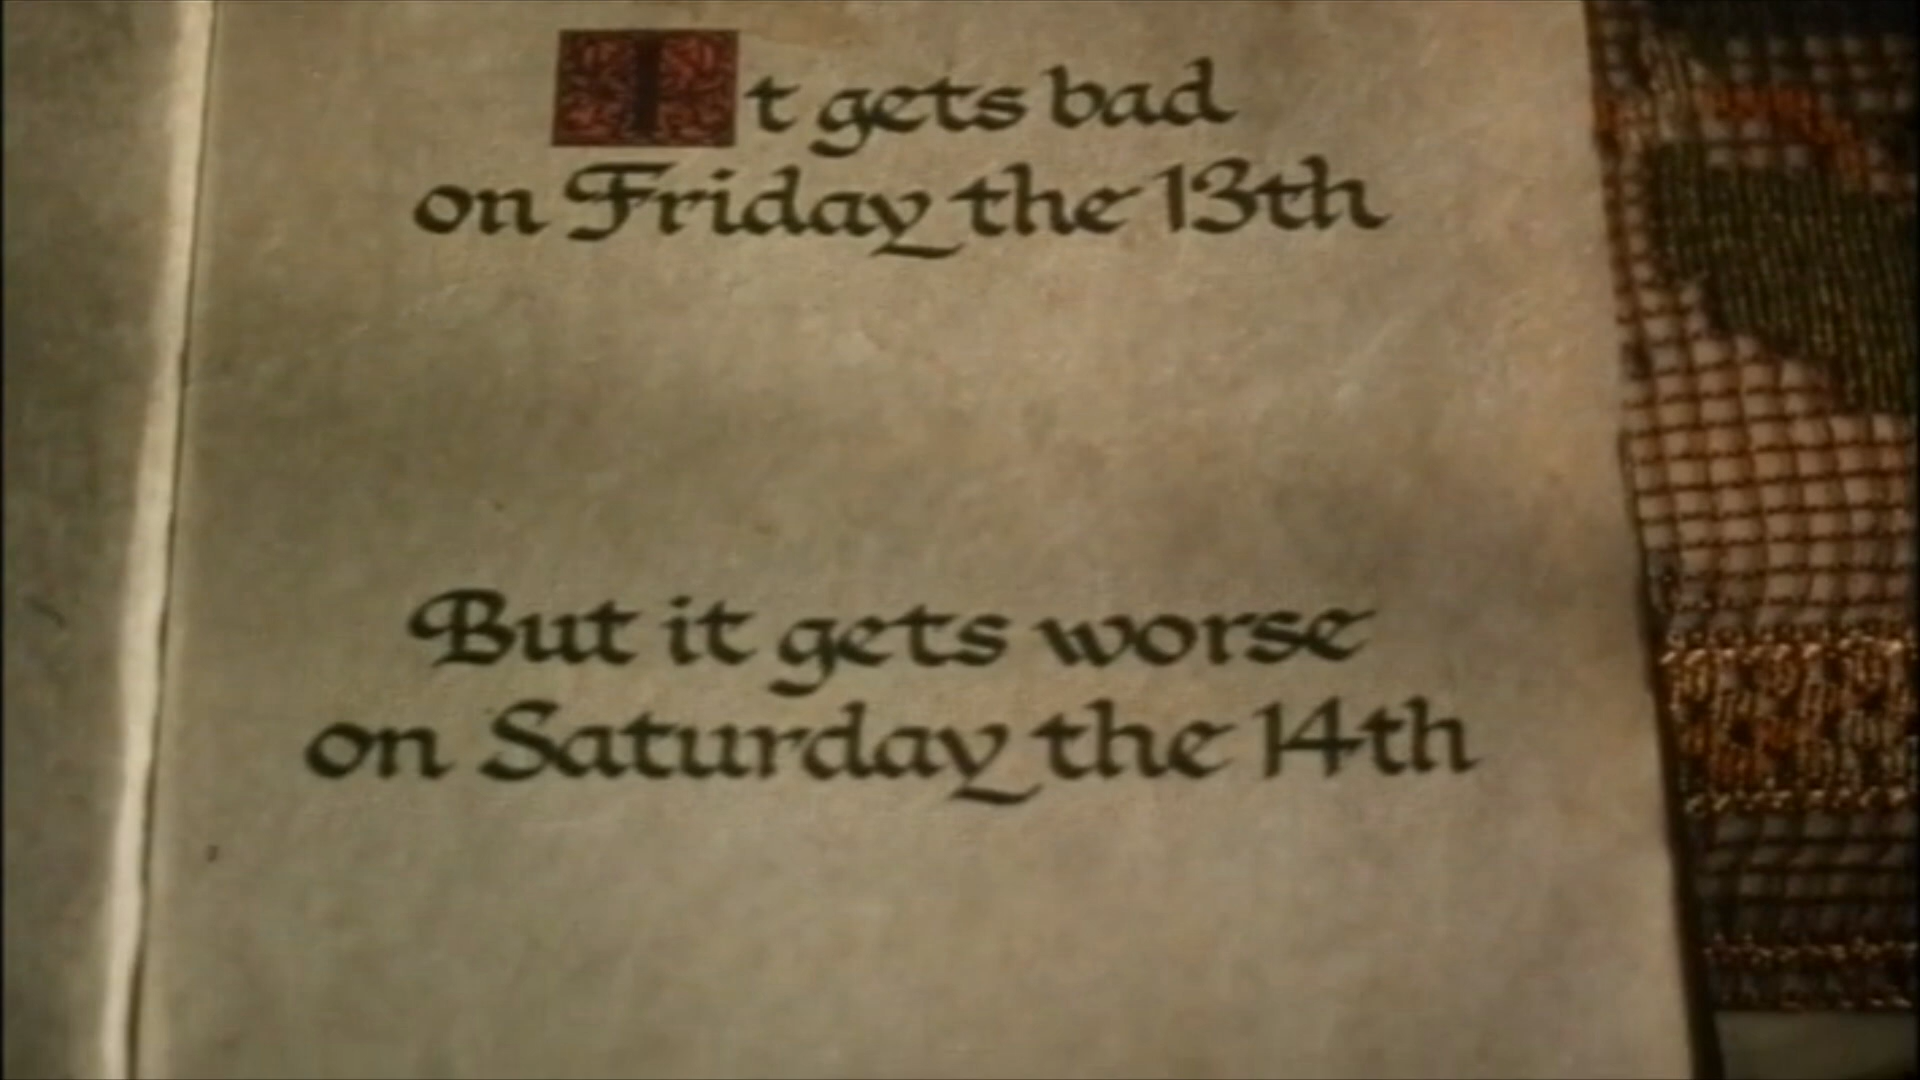 It gets bad
on Friday the 13th
But it gets worse
on Saturday the 14th